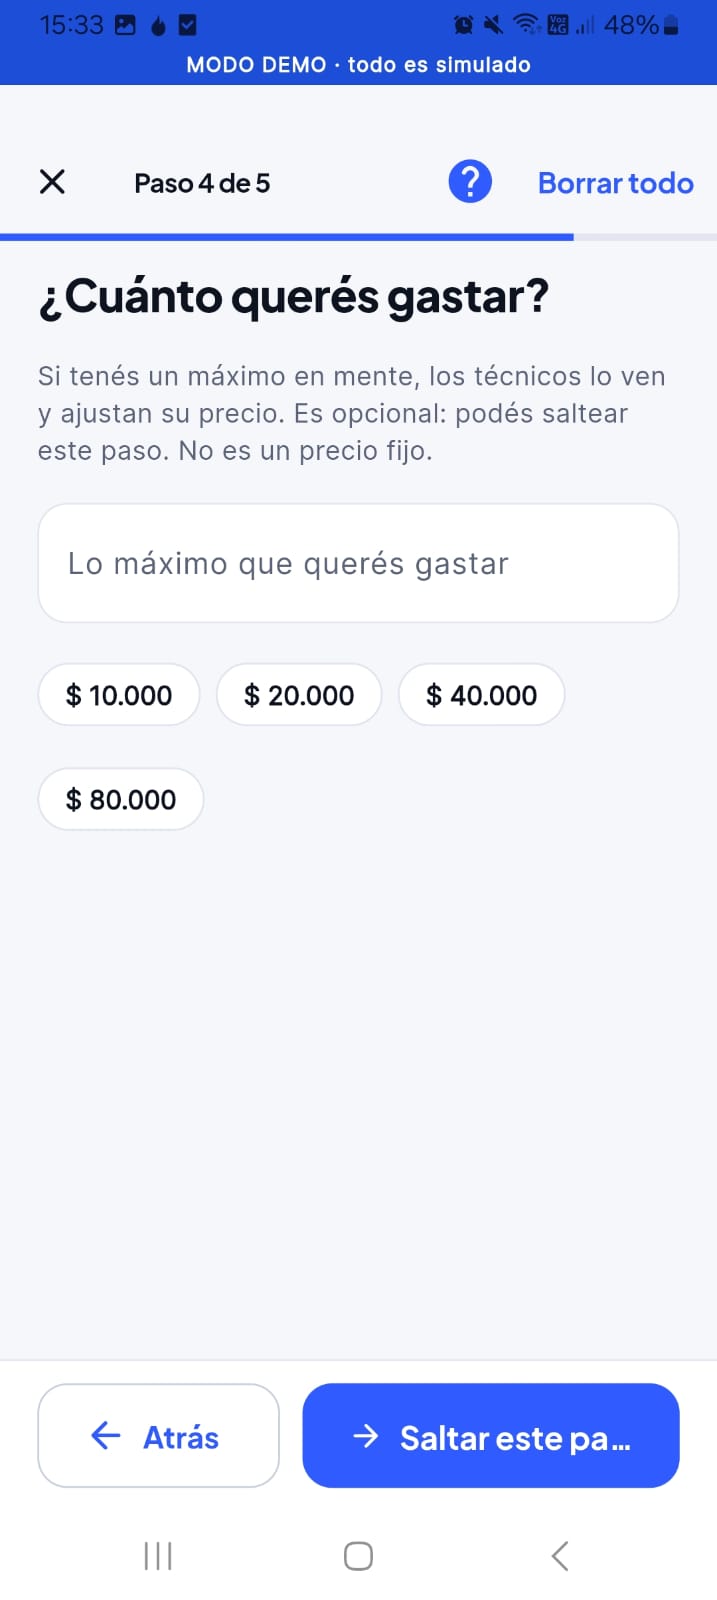 15:33
Voz 4G 48%
MODO DEMO · todo es simulado
Paso 4 de 5
?
Borrar todo
¿Cuánto querés gastar?
Si tenés un máximo en mente, los técnicos lo ven
y ajustan su precio. Es opcional: podés saltear
este paso. No es un precio fijo.
Lo máximo que querés gastar
$ 10.000
$ 20.000
$ 40.000
$ 80.000
Atrás
Saltar este pa...